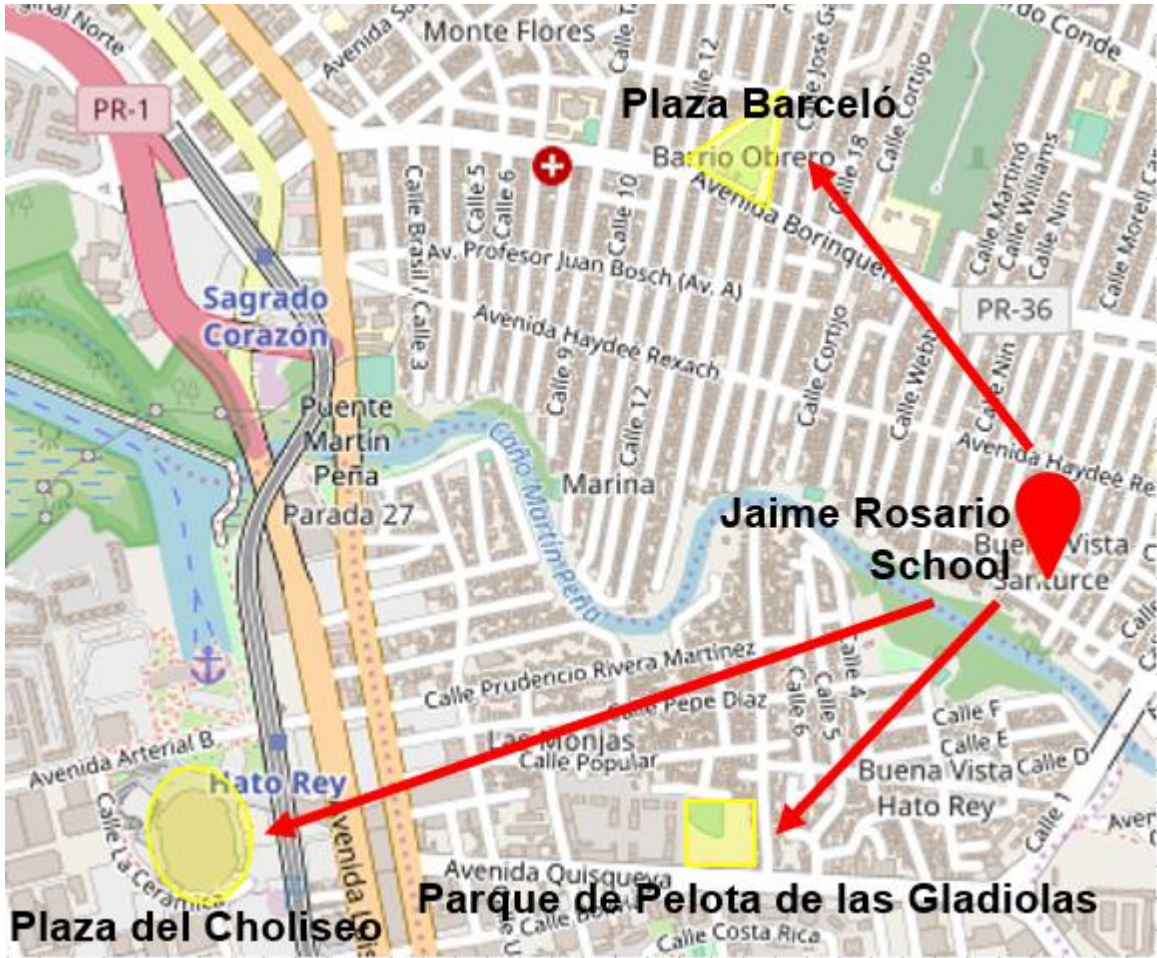 Monte Flores
Calle 12
Conde
PR-1
Plaza Barceló
Barrio Obrero
Calle 18
Calle Cortijo
Calle 5
Calle 6
Calle 10
Avenida Borinquen
Calle Martinó
Calle Williams
Calle Nin
Calle Morell
Calle Brasil / Calle 3
Av. Profesor Juan Bosch (Av. A)
Sagrado
Corazón
PR-36
Avenida Haydeé Rexach
Calle 9
Calle 12
Calle Cortijo
Calle Webb
Calle Nin
Puente
Martín
Peña
Caño Martín Peña
Avenida Haydeé
Marina
Parada 27
Jaime Rosario
School
Buena Vista
Santurce
Calle Prudencio Rivera Martínez
Calle 4
Calle 5
Calle 6
Calle Pepe Díaz
Calle F
Avenida Arterial B
Las Monjas
Calle E
Calle Popular
Buena Vista
Hato Rey
Calle D
Hato Rey
Calle 1
Calle La Cerámica
Avenida Quisqueya
Parque de Pelota de las Gladiolas
Plaza del Choliseo
Calle Costa Rica